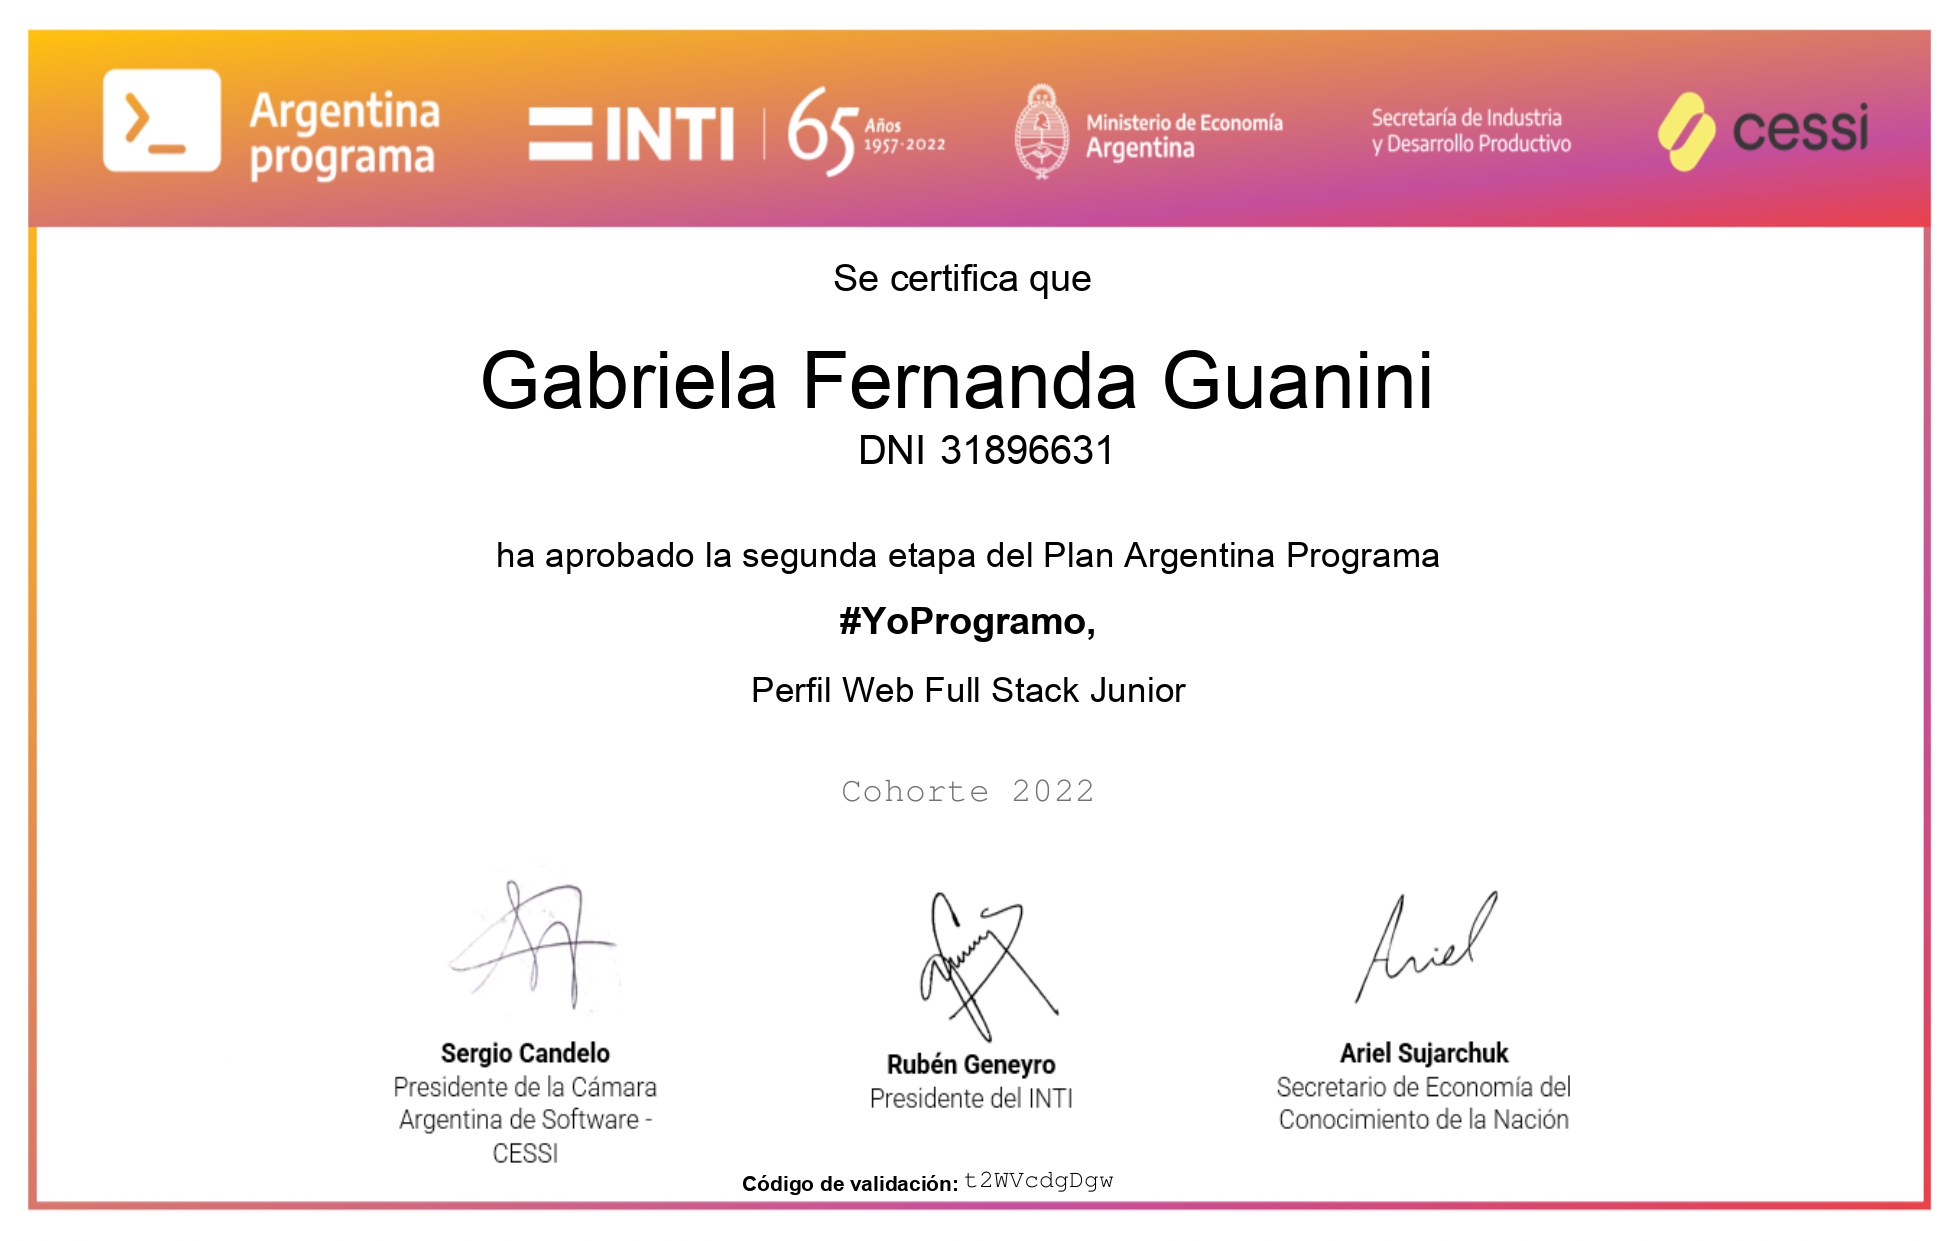 Argentina
programa
INTI
65 Años
1957-2022
Ministerio de Economía
Argentina
Secretaría de Industria
y Desarrollo Productivo
cessi
Se certifica que
Gabriela Fernanda Guanini
DNI 31896631
ha aprobado la segunda etapa del Plan Argentina Programa
#YoProgramo,
Perfil Web Full Stack Junior
Cohorte 2022
Ariel
Sergio Candelo
Presidente de la Cámara
Argentina de Software -
CESSI
Rubén Geneyro
Presidente del INTI
Ariel Sujarchuk
Secretario de Economía del
Conocimiento de la Nación
Código de validación: t2WVcdgDgw